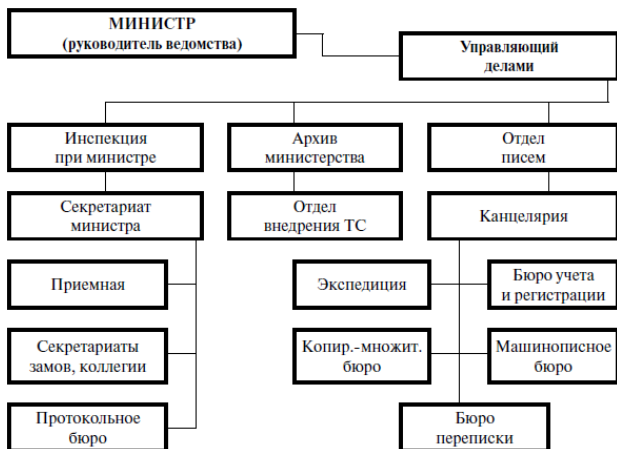 МИНИСТР
(руководитель ведомства)
Управляющий
делами
Инспекция
при министре
Архив
министерства
Отдел
писем
Секретариат
министра
Отдел
внедрения ТС
Канцелярия
Приемная
Экспедиция
Бюро учета
и регистрации
Секретариаты
замов, коллегии
Копир.-множит.
бюро
Машинописное
бюро
Протокольное
бюро
Бюро
переписки